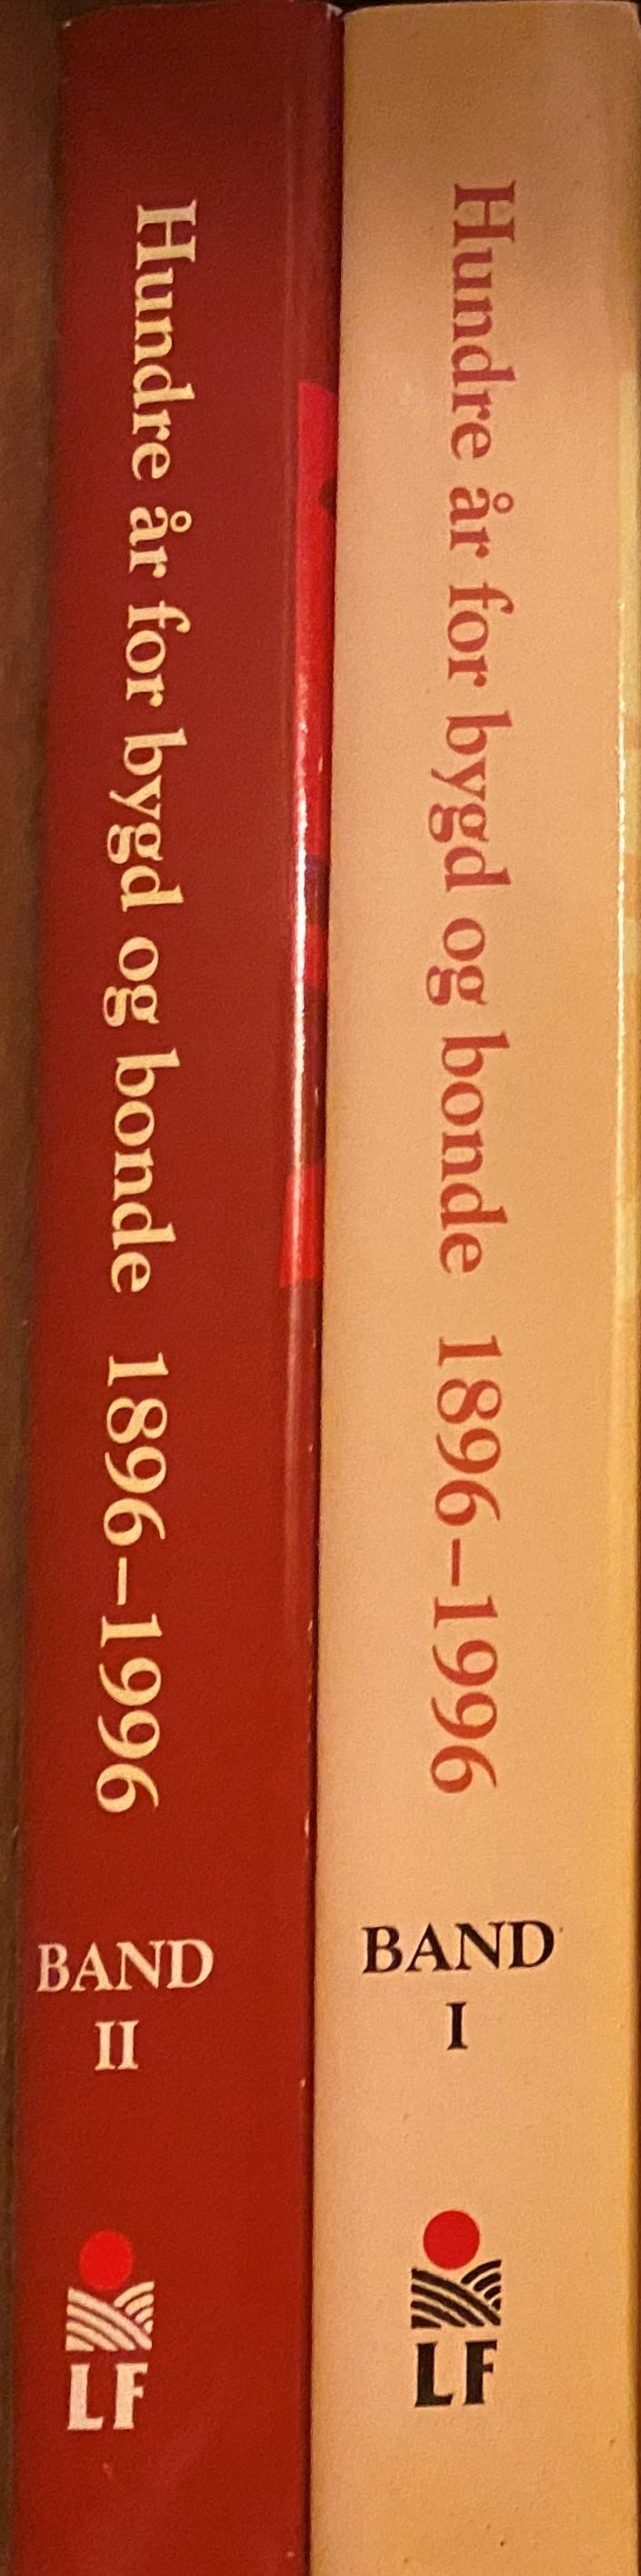 Hundre år for bygd og bonde 1896–1996
BAND
II
LF
Hundre år for bygd og bonde 1896–1996
BAND
I
LF